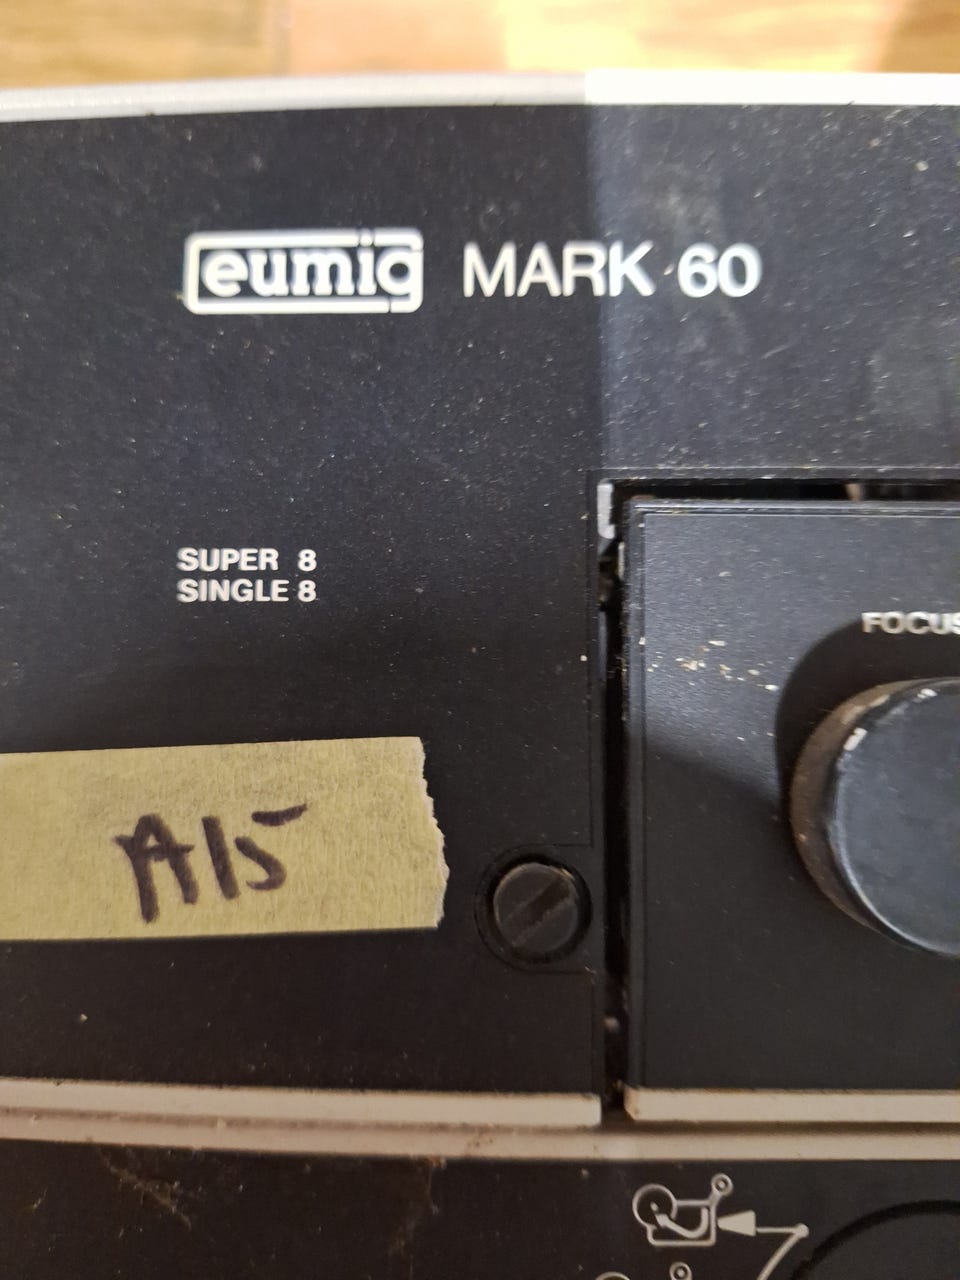 eumig MARK 60
SUPER 8
SINGLE 8
FOCUS
A15